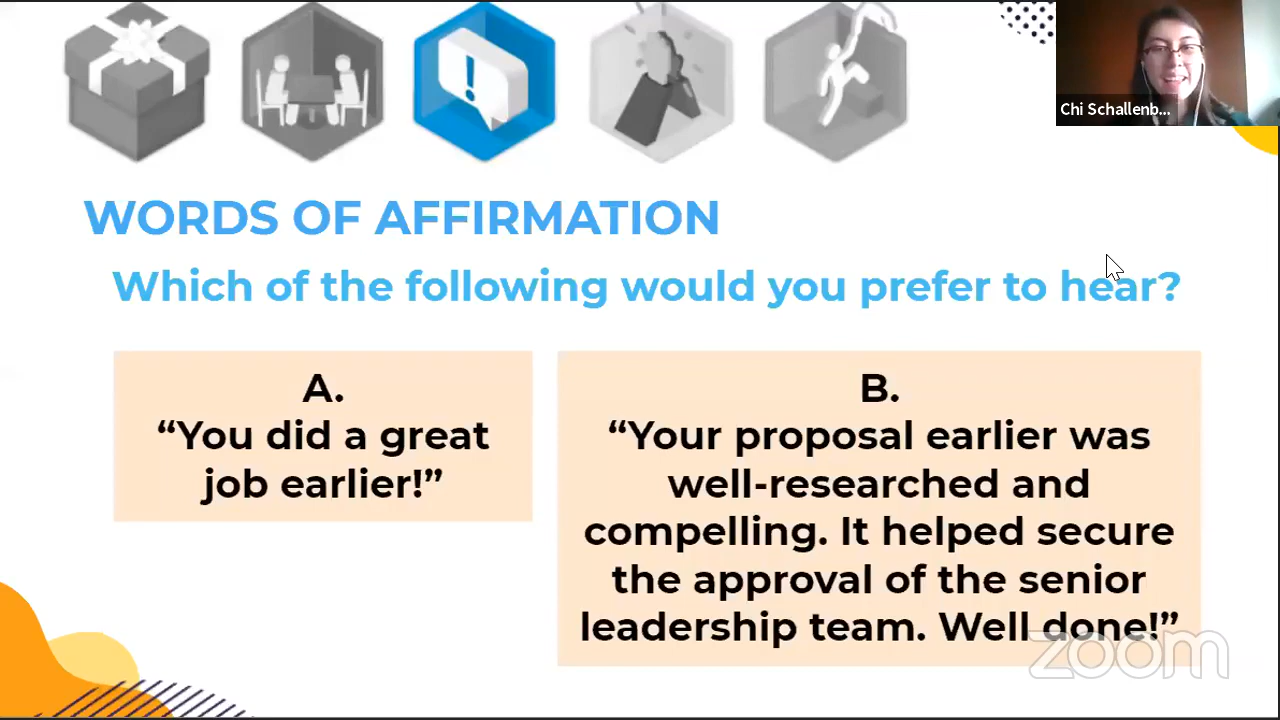 Chi Schallenb...
WORDS OF AFFIRMATION
Which of the following would you prefer to hear?
A.
“You did a great
job earlier!”
B.
“Your proposal earlier was
well-researched and
compelling. It helped secure
the approval of the senior
leadership team. Well done!”
zoom